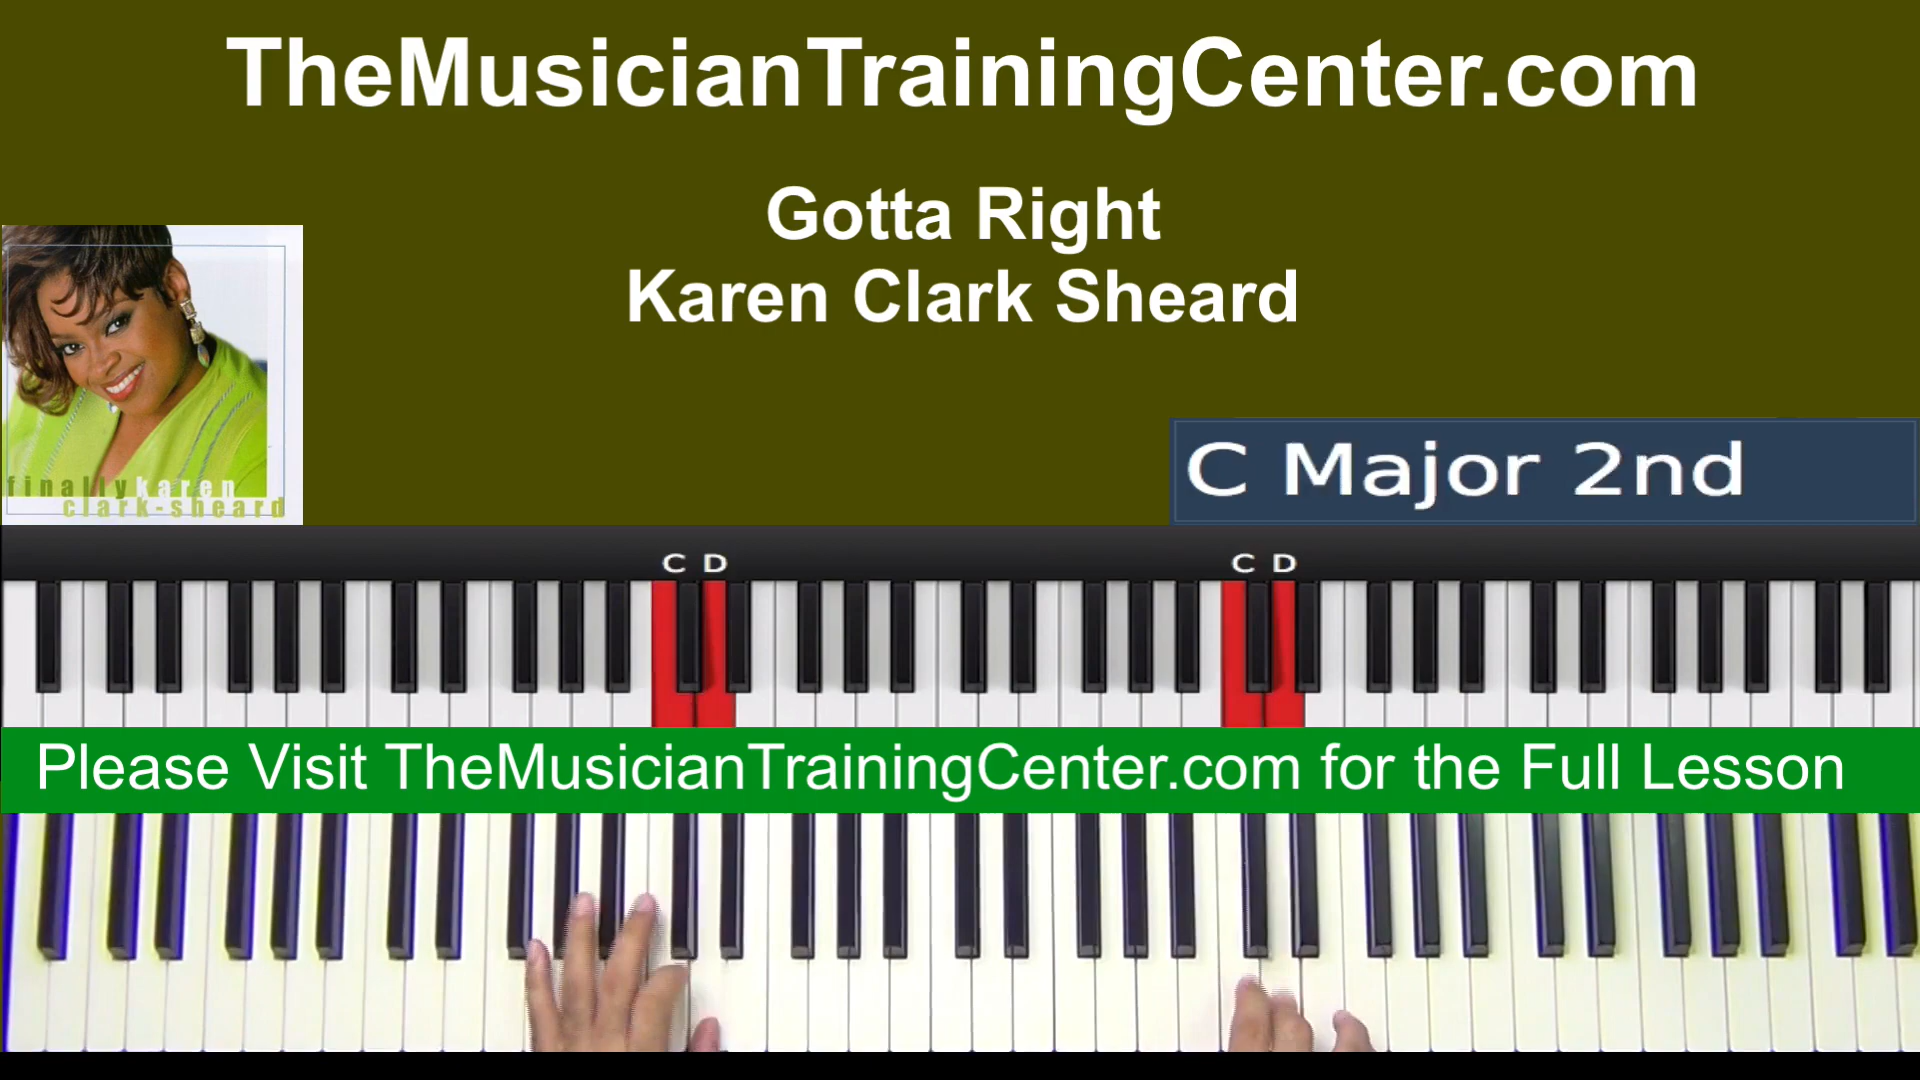 TheMusicianTrainingCenter.com
Gotta Right
Karen Clark Sheard
finally karen
clark-sheard
C Major 2nd
C D C D
Please Visit TheMusicianTrainingCenter.com for the Full Lesson